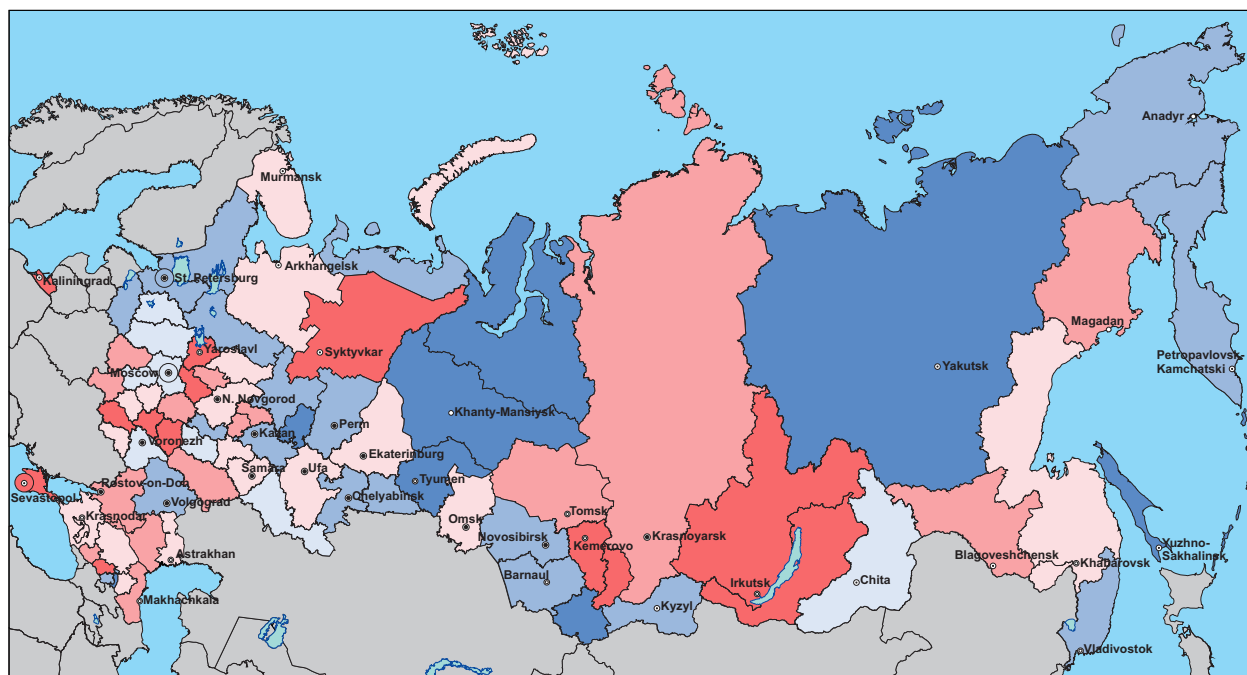 Anadyr
Murmansk
Arkhangelsk
St. Petersburg
Kaliningrad
Magadan
Yaroslavl
Syktyvkar
Petropavlovsk-
Kamchatski
Moscow
Yakutsk
N. Novgorod
Khanty-Mansiysk
Perm
Kazan
Voronezh
Ekaterinburg
Samara
Ufa
Tyumen
Rostov-on-Don
Sevastopol
Chelyabinsk
Volgograd
Tomsk
Krasnodar
Omsk
Novosibirsk
Kemerovo
Krasnoyarsk
Yuzhno-
Sakhalinsk
Astrakhan
Blagoveshchensk
Khabarovsk
Barnaul
Irkutsk
Chita
Makhachkala
Kyzyl
Vladivostok